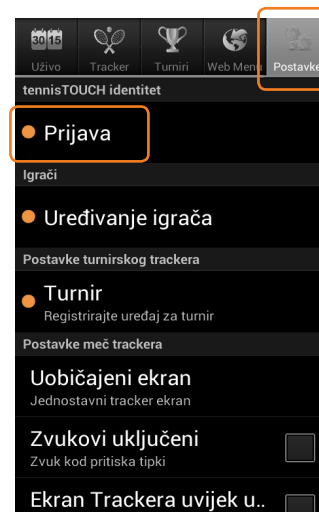 30 15
Uživo Tracker Turniri Web Menu Postavke
tennisTOUCH identitet
Prijava
Igrači
Uređivanje igrača
Postavke turnirskog trackera
Turnir
Registrirajte uređaj za turnir
Postavke meč trackera
Uobičajeni ekran
Jednostavni tracker ekran
Zvukovi uključeni
Zvuk kod pritiska tipki
Ekran Trackera uvijek u..